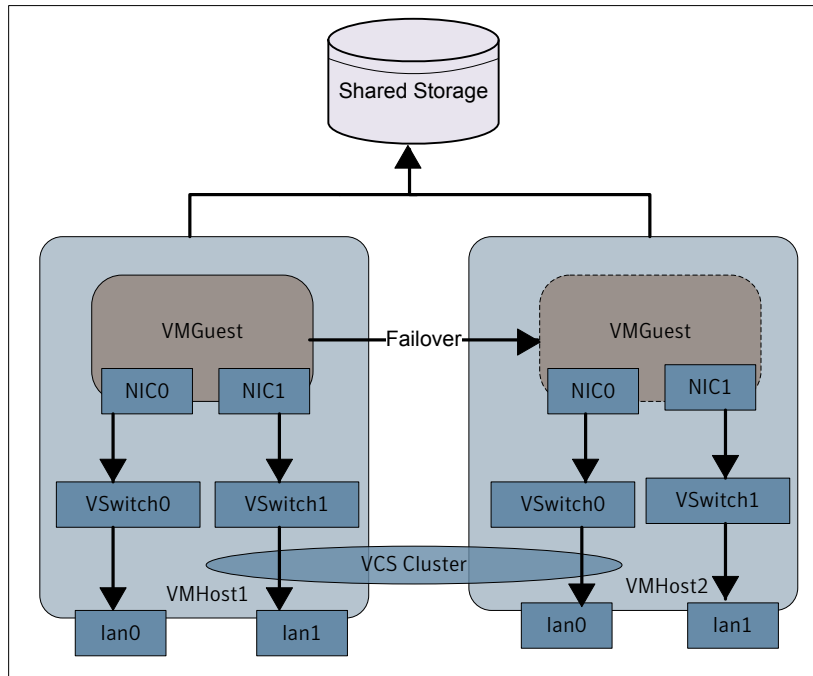 Shared Storage
VMGuest
Failover
VMGuest
NIC0
NIC1
NIC0
NIC1
VSwitch0
VSwitch1
VSwitch0
VSwitch1
VCS Cluster
VMHost1
VMHost2
lan0
lan1
lan0
lan1